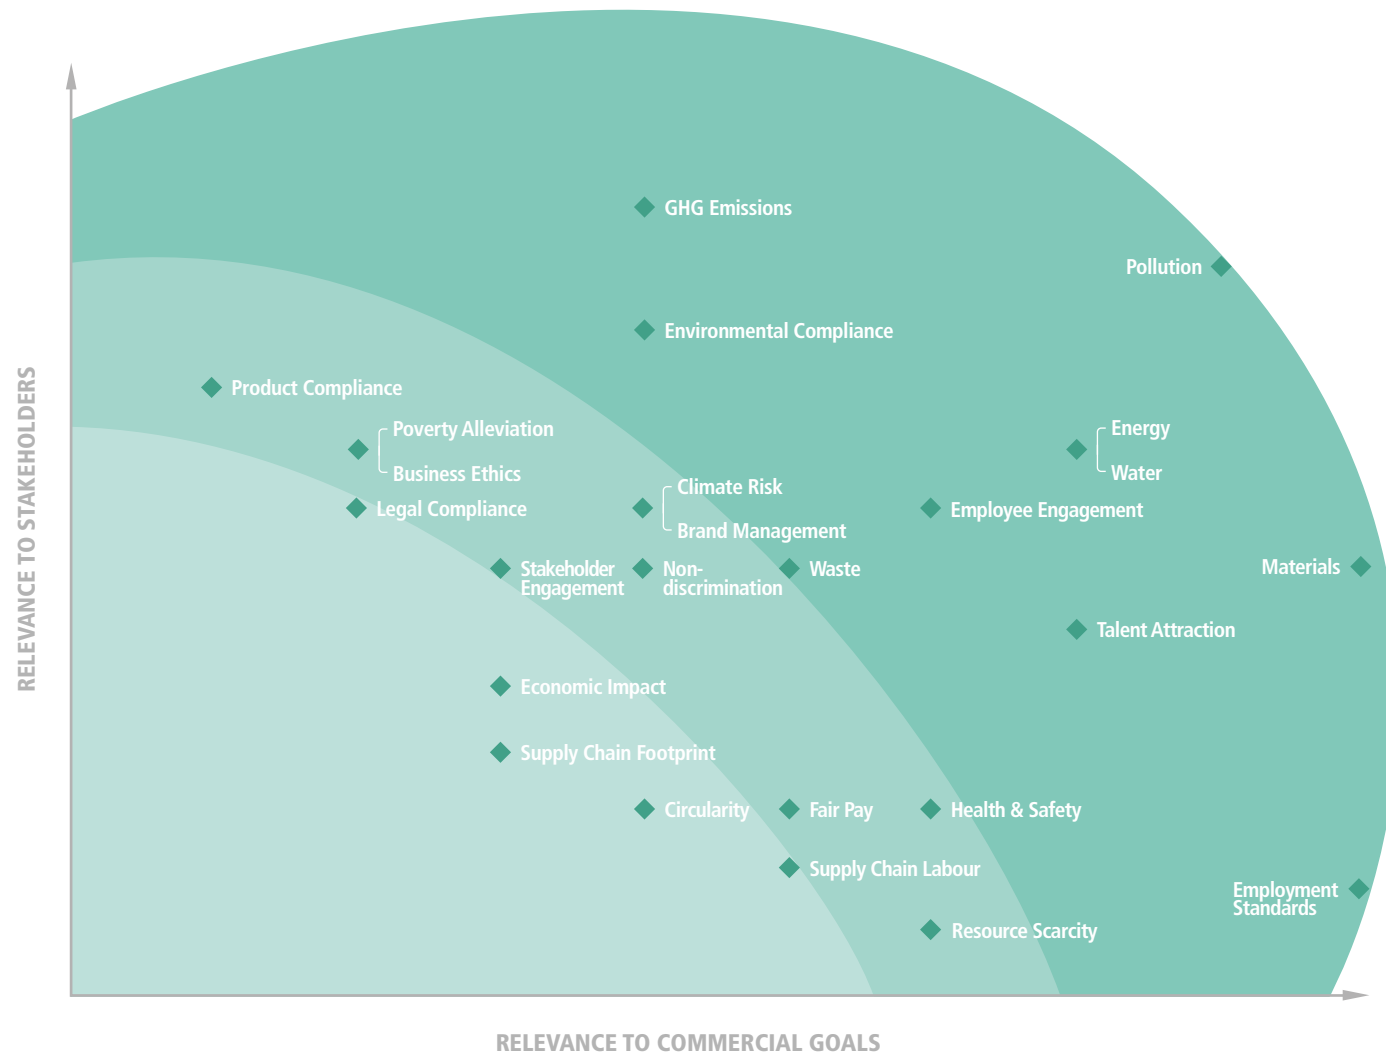 GHG Emissions
Pollution
Environmental Compliance
Product Compliance
Poverty Alleviation
Business Ethics
Energy
Water
Legal Compliance
Climate Risk
Brand Management
Employee Engagement
Stakeholder
Engagement
Non-
discrimination
Waste
Materials
Talent Attraction
Economic Impact
Supply Chain Footprint
Circularity
Fair Pay
Health & Safety
Supply Chain Labour
Employment
Standards
Resource Scarcity
RELEVANCE TO STAKEHOLDERS
RELEVANCE TO COMMERCIAL GOALS